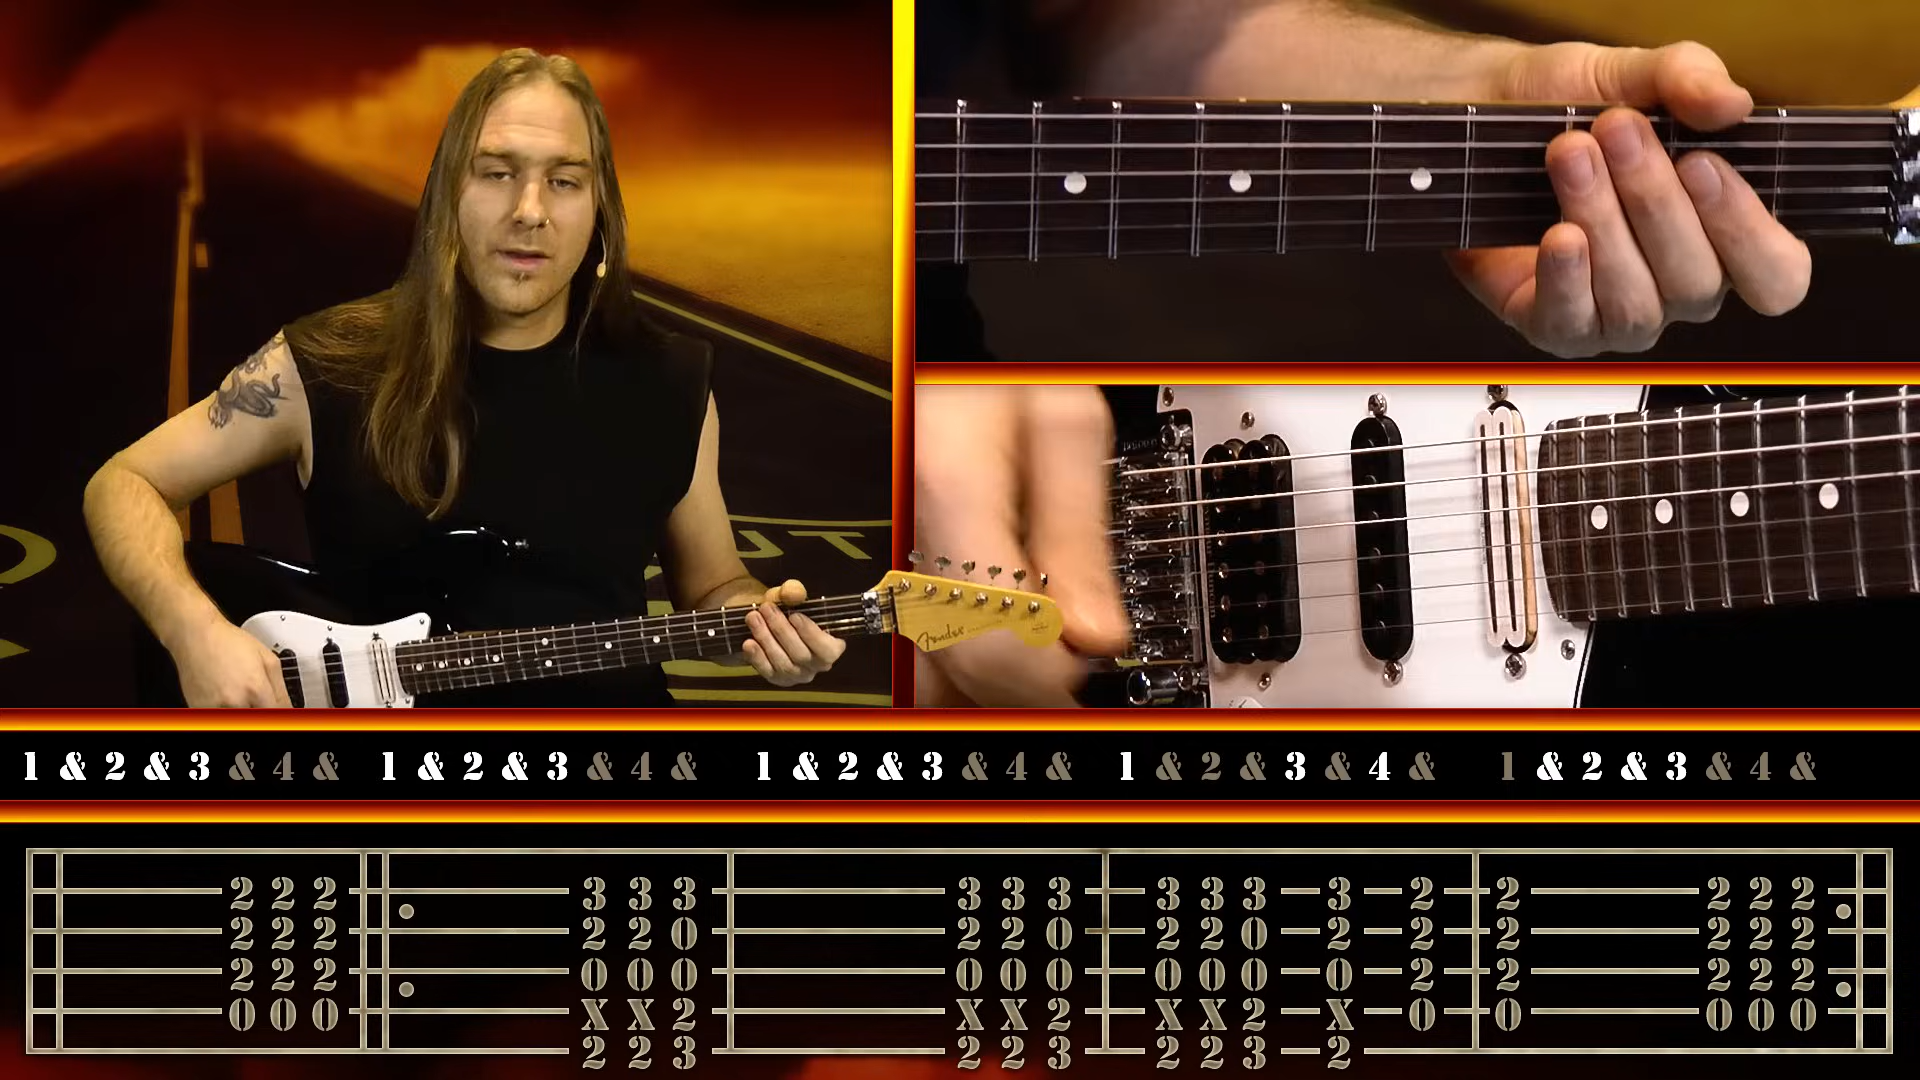 Fender
UT
1 & 2 & 3 & 4 & 1 & 2 & 3 & 4 & 1 & 2 & 3 & 4 & 1 & 2 & 3 & 4 & 1 & 2 & 3 & 4 &
2 2 2 3 3 3 3 3 3 3 3 3 3 2 2 2 2 2
2 2 2 2 2 0 2 2 0 2 2 0 2 2 2 2 2 2
2 2 2 0 0 0 0 0 0 0 0 0 0 2 2 2 2 2
0 0 0 X X 2 X X 2 X X 2 X 0 0 0 0 0
2 2 3 2 2 3 2 2 3 2